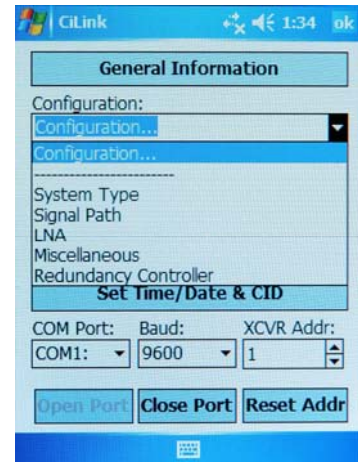 CiLink 1:34 ok
General Information
Configuration:
Configuration...
Configuration...
------------------------
System Type
Signal Path
LNA
Miscellaneous
Redundancy Controller
Set Time/Date & CID
COM Port: Baud: XCVR Addr:
COM1: 9600 1
Open Port Close Port Reset Addr